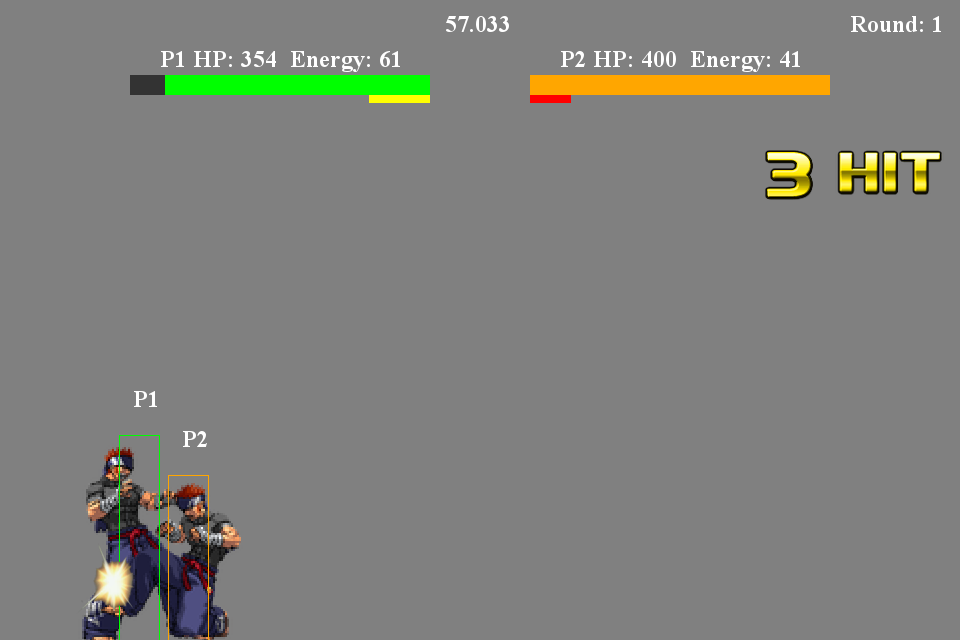 57.033
Round: 1
P1 HP: 354 Energy: 61
P2 HP: 400 Energy: 41
3 HIT
P1
P2